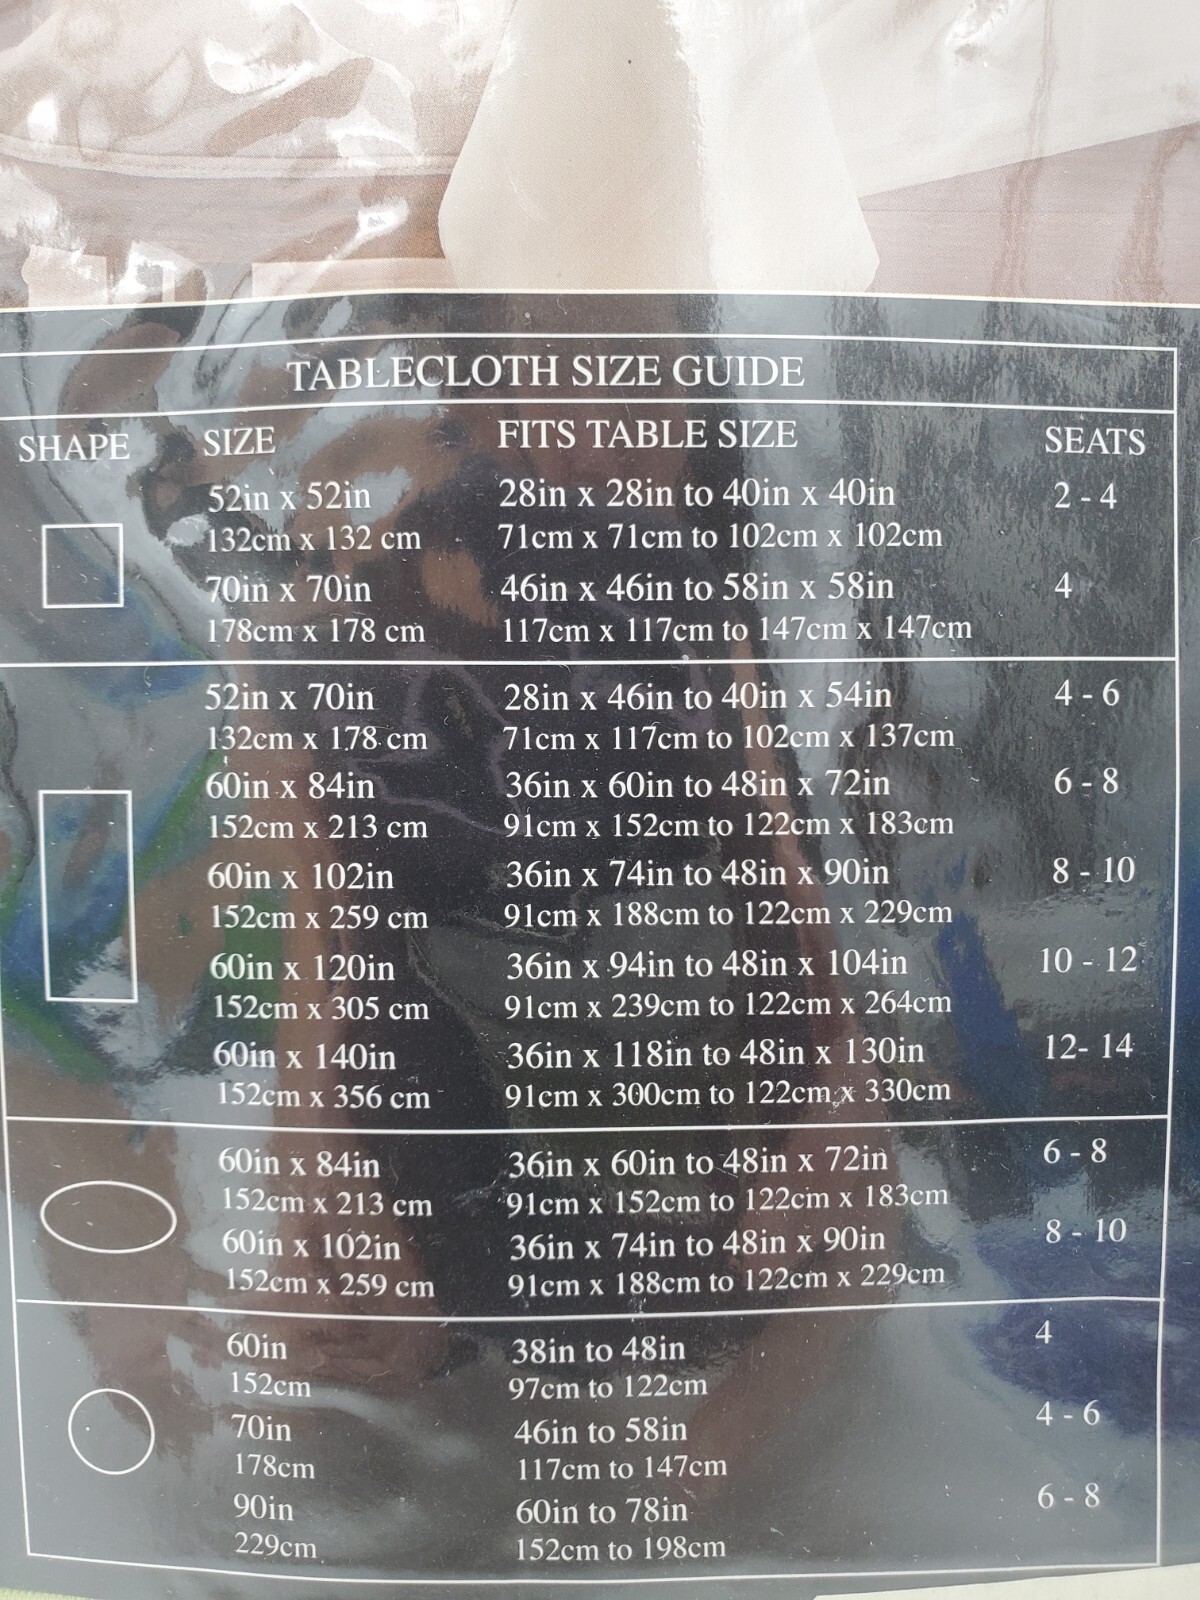 TABLECLOTH SIZE GUIDE
SHAPE SIZE FITS TABLE SIZE SEATS
52in x 52in 28in x 28in to 40in x 40in 2 - 4
132cm x 132 cm 71cm x 71cm to 102cm x 102cm
70in x 70in 46in x 46in to 58in x 58in 4
178cm x 178 cm 117cm x 117cm to 147cm x 147cm
52in x 70in 28in x 46in to 40in x 54in 4 - 6
132cm x 178 cm 71cm x 117cm to 102cm x 137cm
60in x 84in 36in x 60in to 48in x 72in 6 - 8
152cm x 213 cm 91cm x 152cm to 122cm x 183cm
60in x 102in 36in x 74in to 48in x 90in 8 - 10
152cm x 259 cm 91cm x 188cm to 122cm x 229cm
60in x 120in 36in x 94in to 48in x 104in 10 - 12
152cm x 305 cm 91cm x 239cm to 122cm x 264cm
60in x 140in 36in x 118in to 48in x 130in 12- 14
152cm x 356 cm 91cm x 300cm to 122cm x 330cm
60in x 84in 36in x 60in to 48in x 72in 6 - 8
152cm x 213 cm 91cm x 152cm to 122cm x 183cm
60in x 102in 36in x 74in to 48in x 90in 8 - 10
152cm x 259 cm 91cm x 188cm to 122cm x 229cm
60in 38in to 48in 4
152cm 97cm to 122cm
70in 46in to 58in 4 - 6
178cm 117cm to 147cm
90in 60in to 78in 6 - 8
229cm 152cm to 198cm